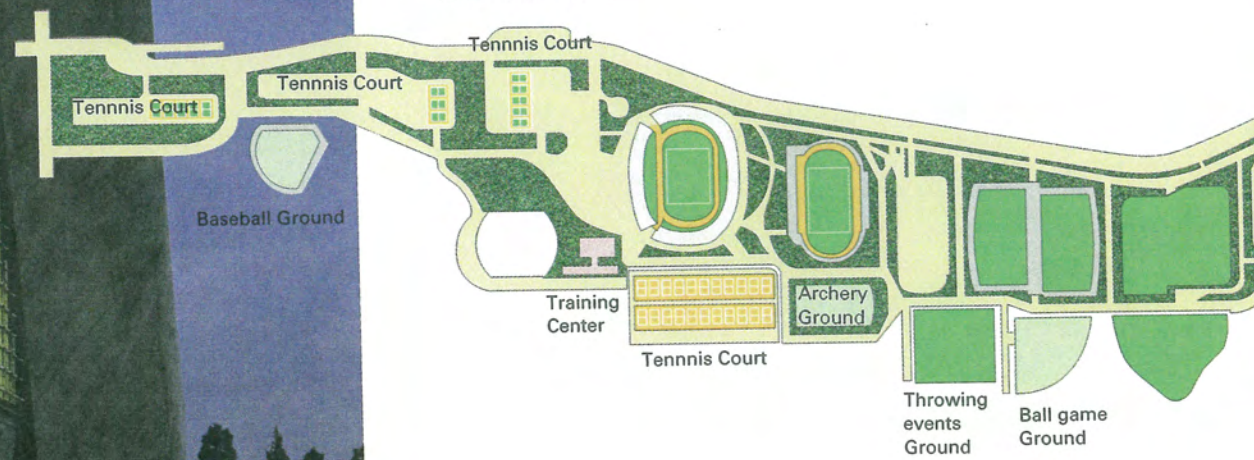 Tennnis Court
Tennnis Court
Tennnis Court
Baseball Ground
Training
Center
Tennnis Court
Archery
Ground
Throwing
events
Ground
Ball game
Ground